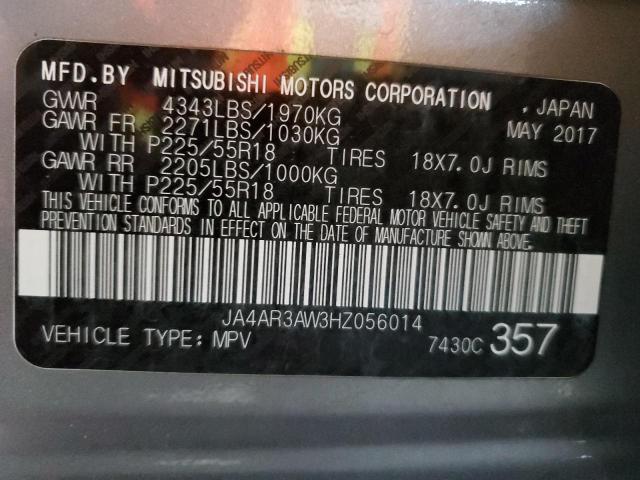 MFD.BY MITSUBISHI MOTORS CORPORATION , JAPAN
GVWR 4343LBS/1970KG MAY 2017
GAWR FR 2271LBS/1030KG
WITH P225/55R18 TIRES 18X7.0J RIMS
GAWR RR 2205LBS/1000KG
WITH P225/55R18 TIRES 18X7.0J RIMS
THIS VEHICLE CONFORMS TO ALL APPLICABLE FEDERAL MOTOR VEHICLE SAFETY AND THEFT
PREVENTION STANDARDS IN EFFECT ON THE DATE OF MANUFACTURE SHOWN ABOVE.
JA4AR3AW3HZ056014
VEHICLE TYPE: MPV 7430C 357